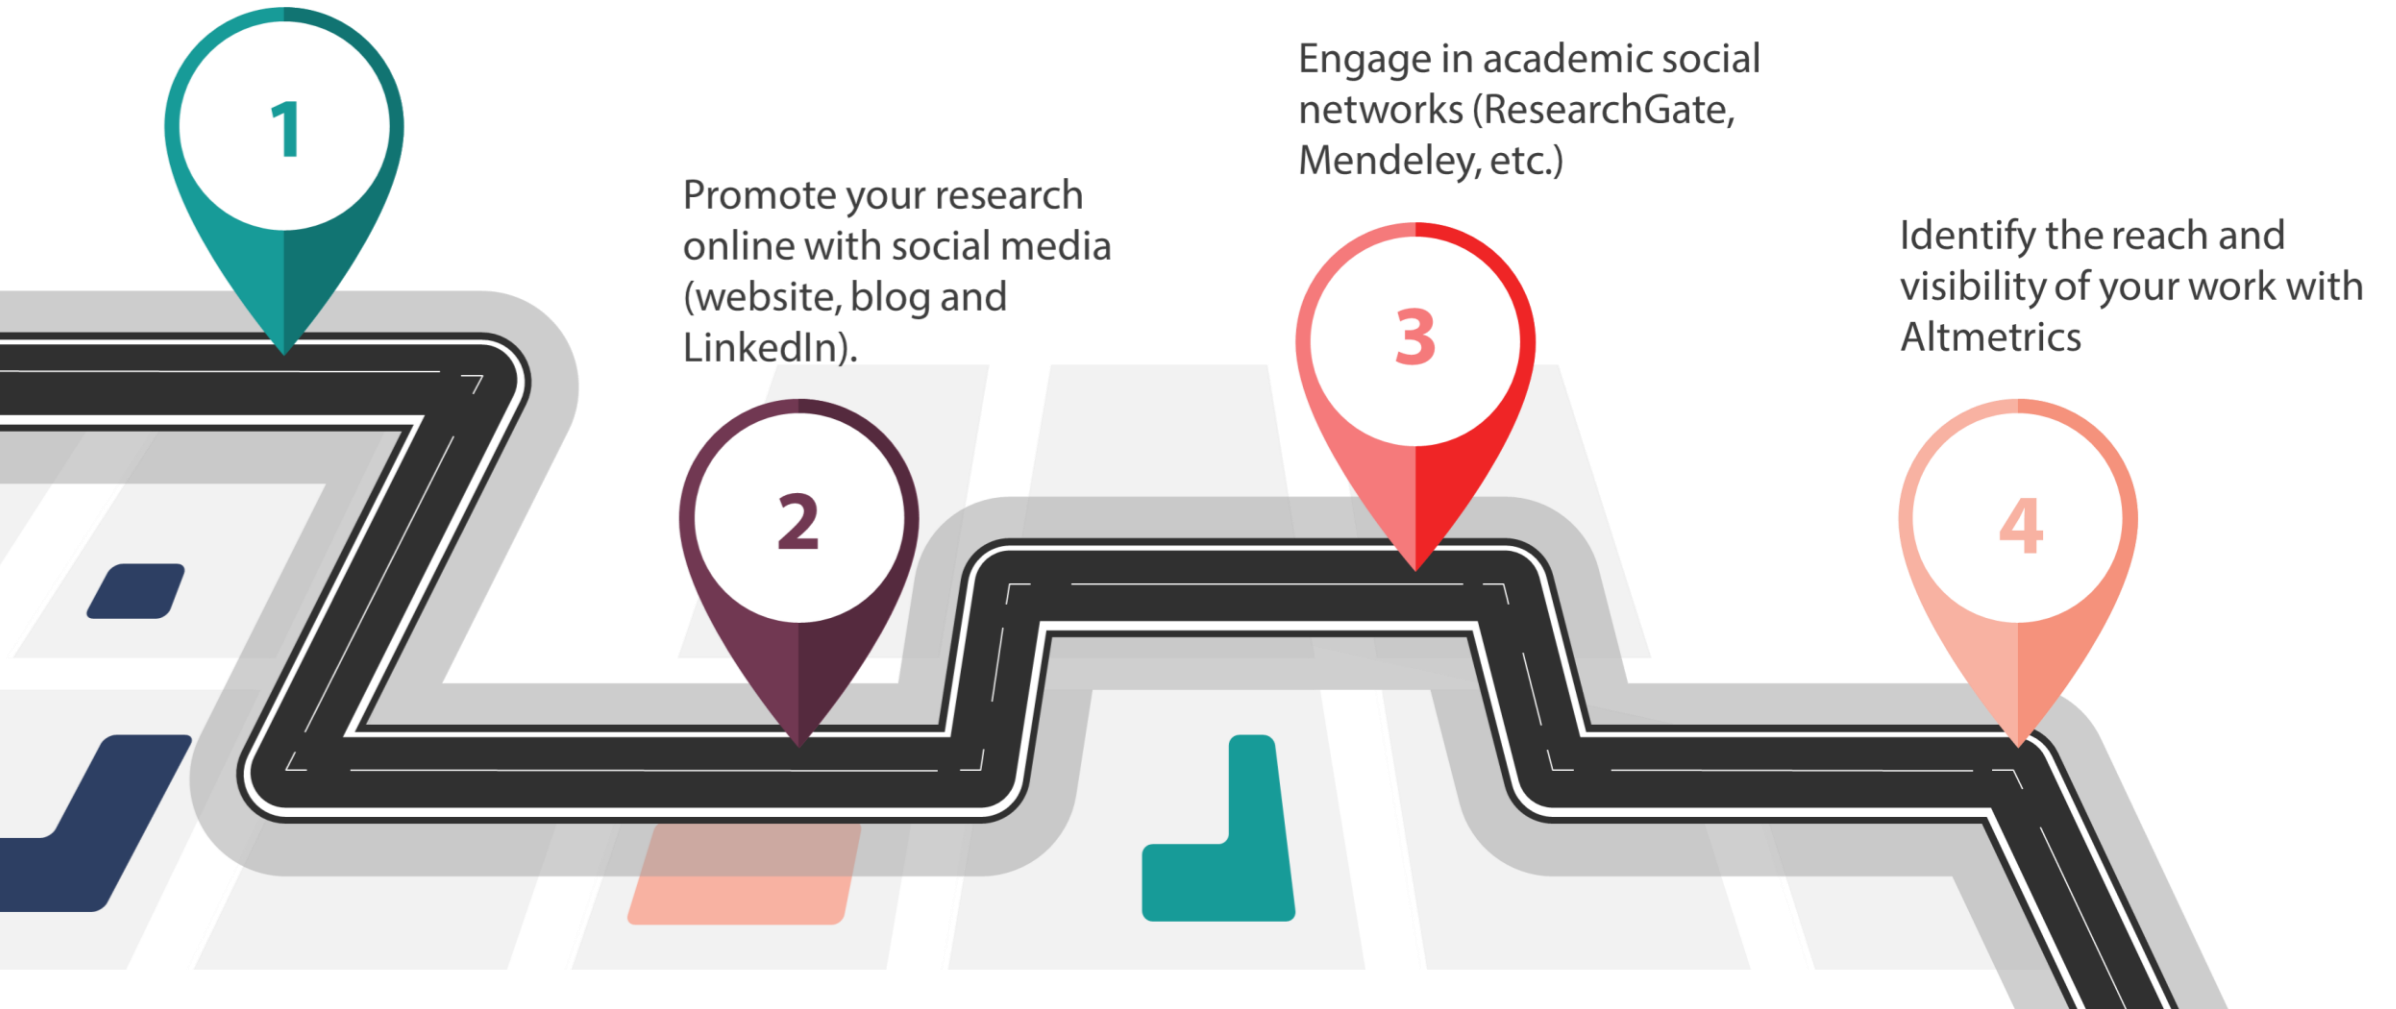 1
Promote your research
online with social media
(website, blog and
LinkedIn).
2
Engage in academic social
networks (ResearchGate,
Mendeley, etc.)
3
Identify the reach and
visibility of your work with
Altmetrics
4